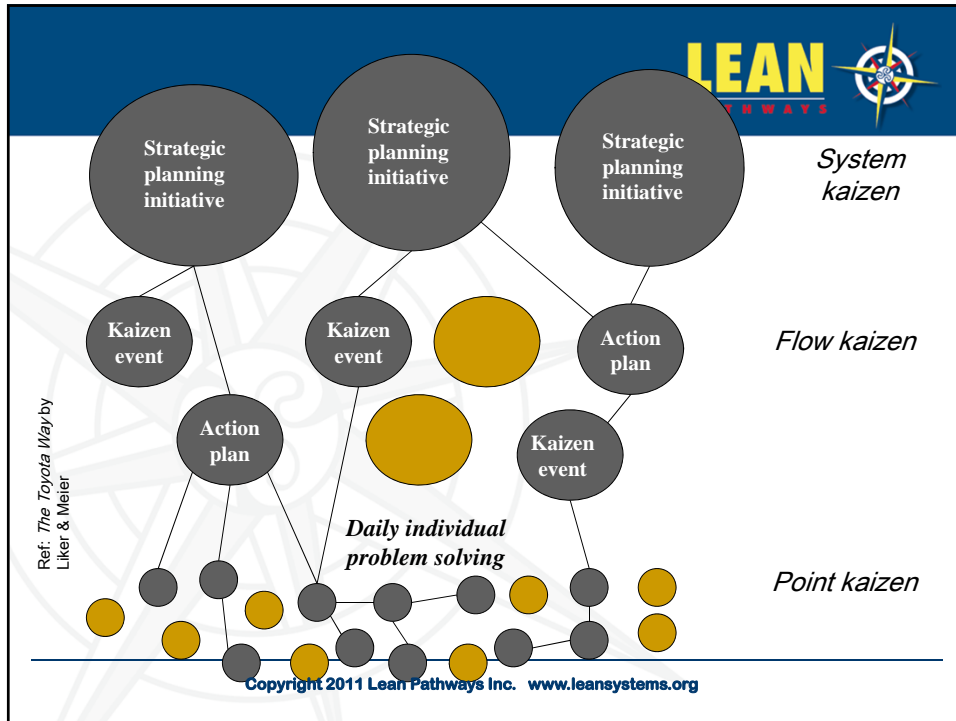 LEAN
PATHWAYS
Strategic
planning
initiative
Strategic
planning
initiative
Strategic
planning
initiative
System
kaizen
Kaizen
event
Kaizen
event
Action
plan
Flow kaizen
Action
plan
Kaizen
event
Ref: The Toyota Way by
Liker & Meier
Daily individual
problem solving
Point kaizen
Copyright 2011 Lean Pathways Inc. www.leansystems.org